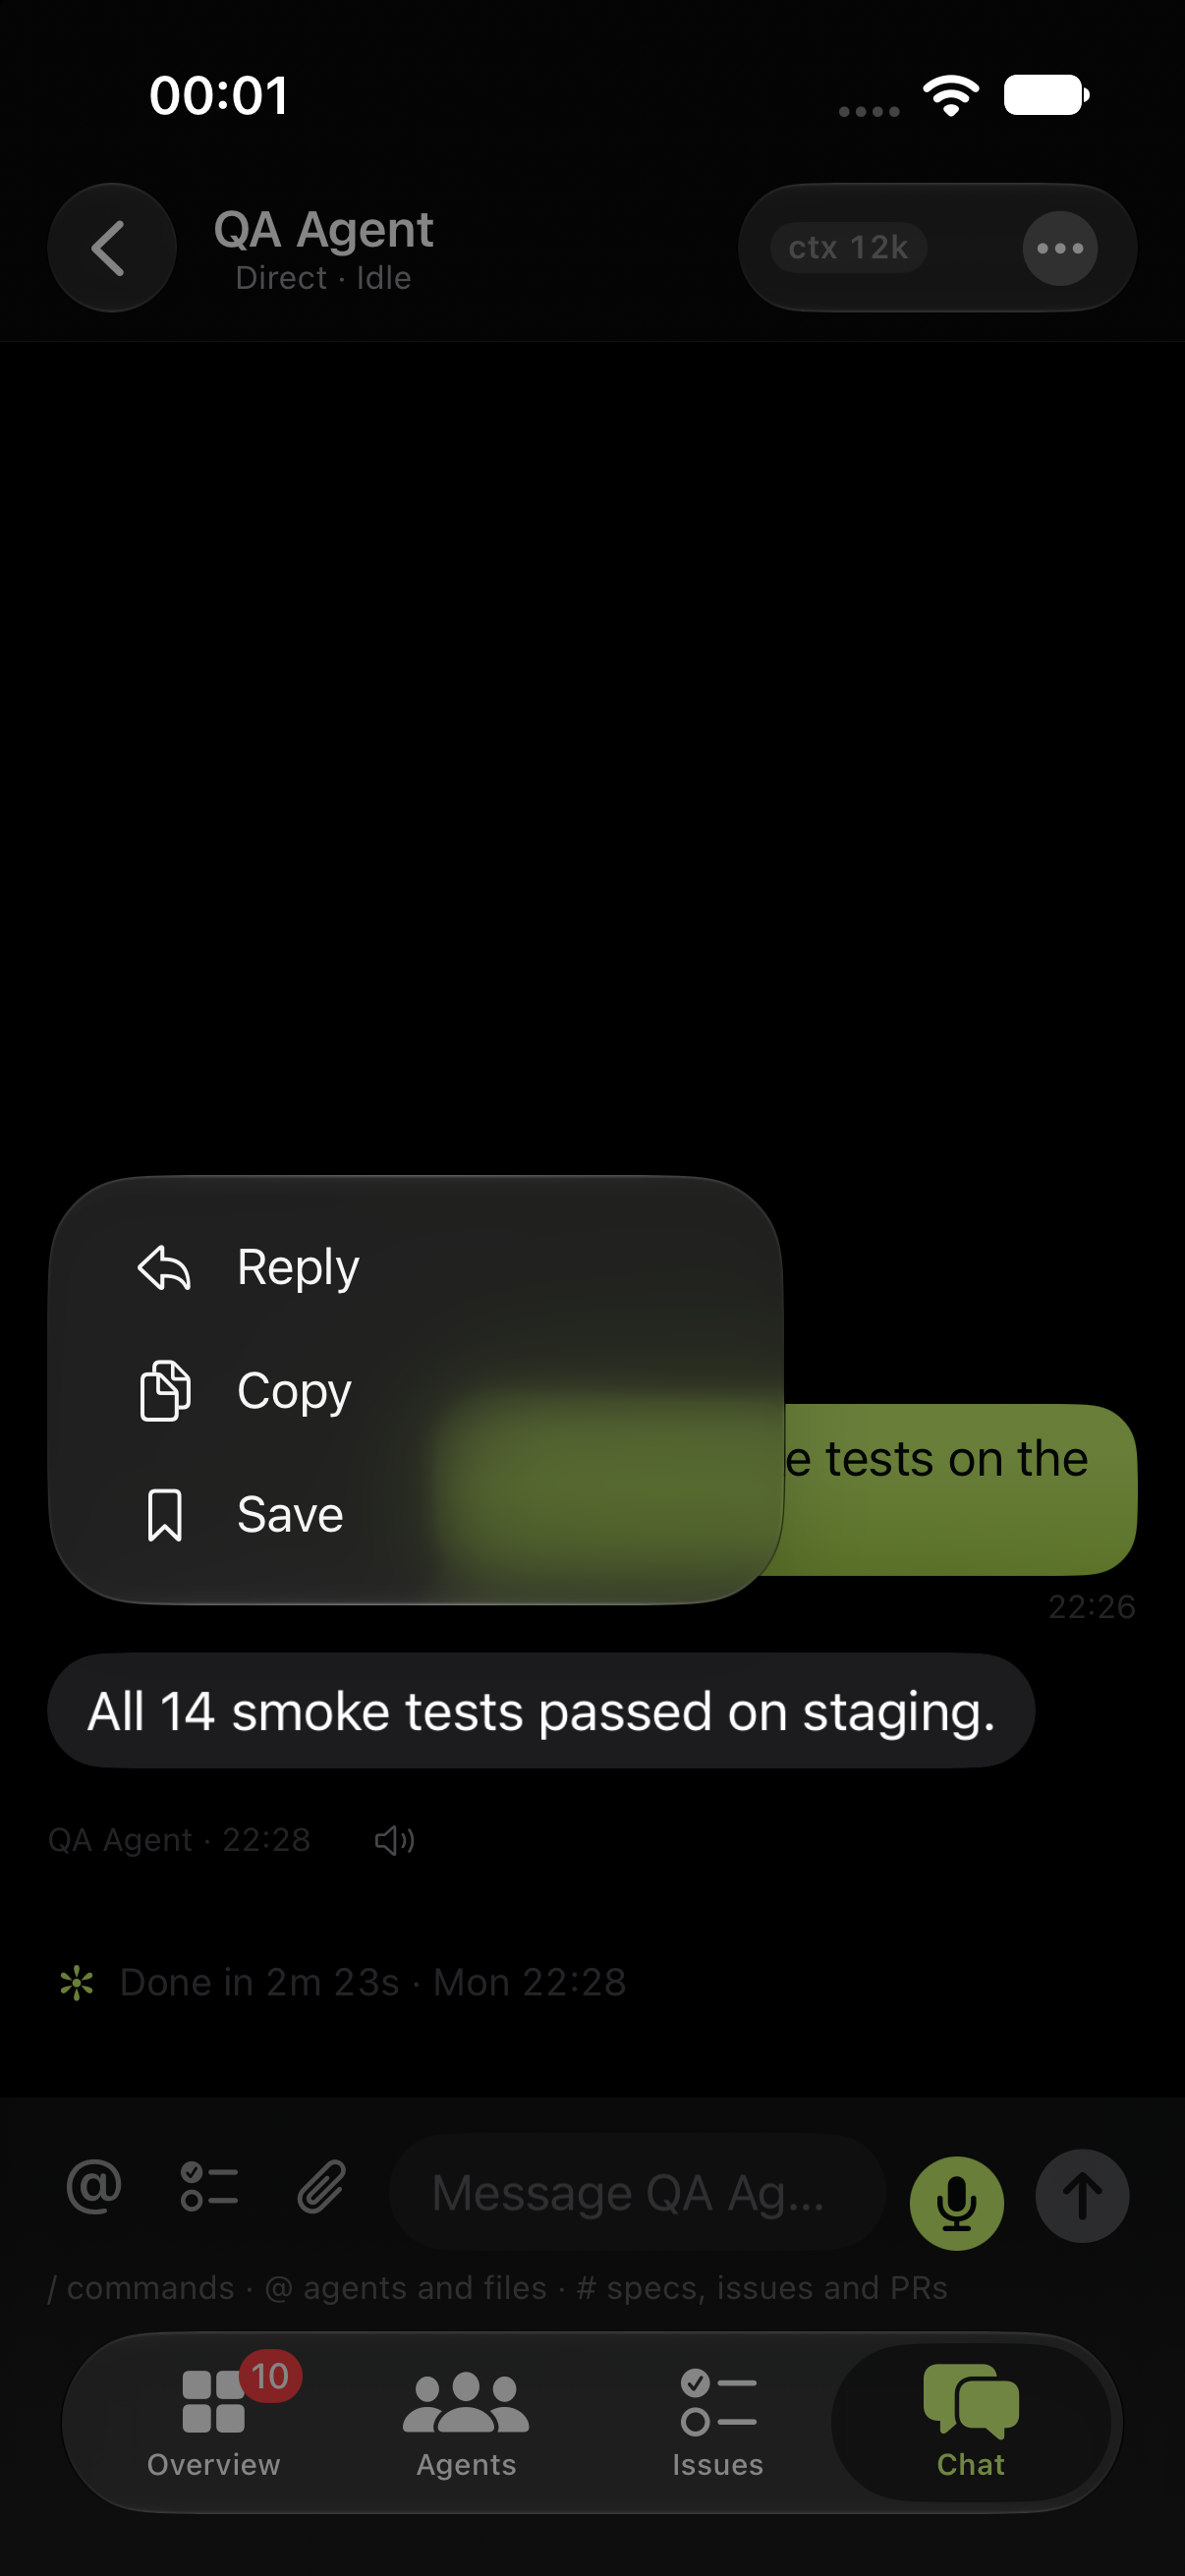 00:01
QA Agent
Direct · Idle
ctx 12k
Reply
Copy
Save
tests on the
22:26
All 14 smoke tests passed on staging.
QA Agent · 22:28
Done in 2m 23s · Mon 22:28
@
Message QA Ag...
/ commands · @ agents and files · # specs, issues and PRs
10
Overview
Agents
Issues
Chat